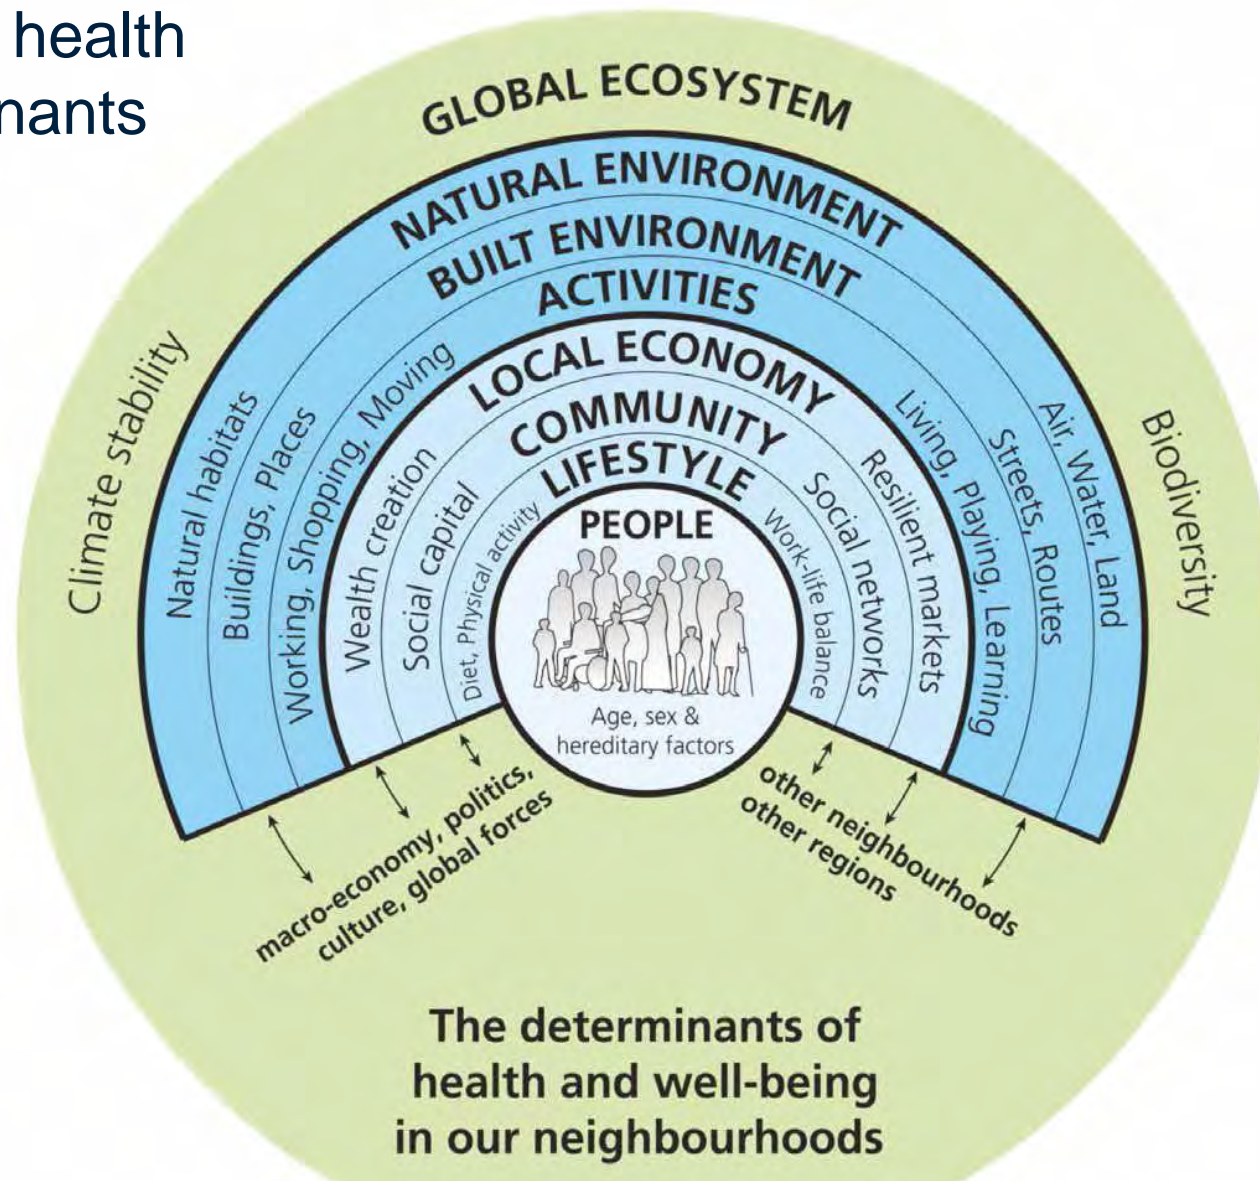 health
nants
GLOBAL ECOSYSTEM
NATURAL ENVIRONMENT
BUILT ENVIRONMENT
ACTIVITIES
LOCAL ECONOMY
COMMUNITY
LIFESTYLE
PEOPLE
Age, sex &
hereditary factors
Climate stability
Natural habitats
Buildings, Places
Working, Shopping, Moving
Wealth creation
Social capital
Diet, Physical activity
Work-life balance
Social networks
Resilient markets
Living, Playing, Learning
Streets, Routes
Air, Water, Land
Biodiversity
macro-economy, politics,
culture, global forces
other neighbourhoods
other regions
The determinants of
health and well-being
in our neighbourhoods